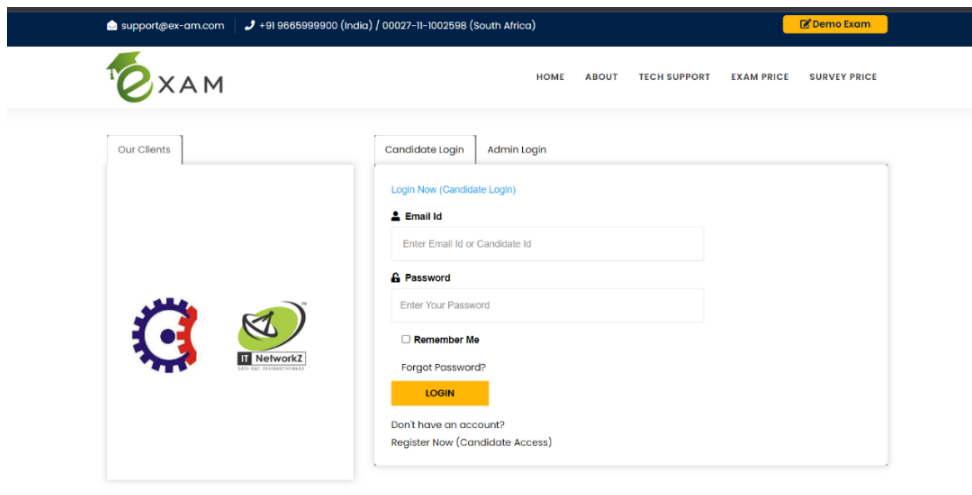 support@ex-am.com +91 9665999900 (India) / 00027-11-1002598 (South Africa) Demo Exam
exAM
HOME ABOUT TECH SUPPORT EXAM PRICE SURVEY PRICE
Our Clients
Candidate Login Admin Login
Login Now (Candidate Login)
Email Id
Enter Email Id or Candidate Id
Password
Enter Your Password
Remember Me
Forgot Password?
LOGIN
Don't have an account?
Register Now (Candidate Access)
IT NetworkZ